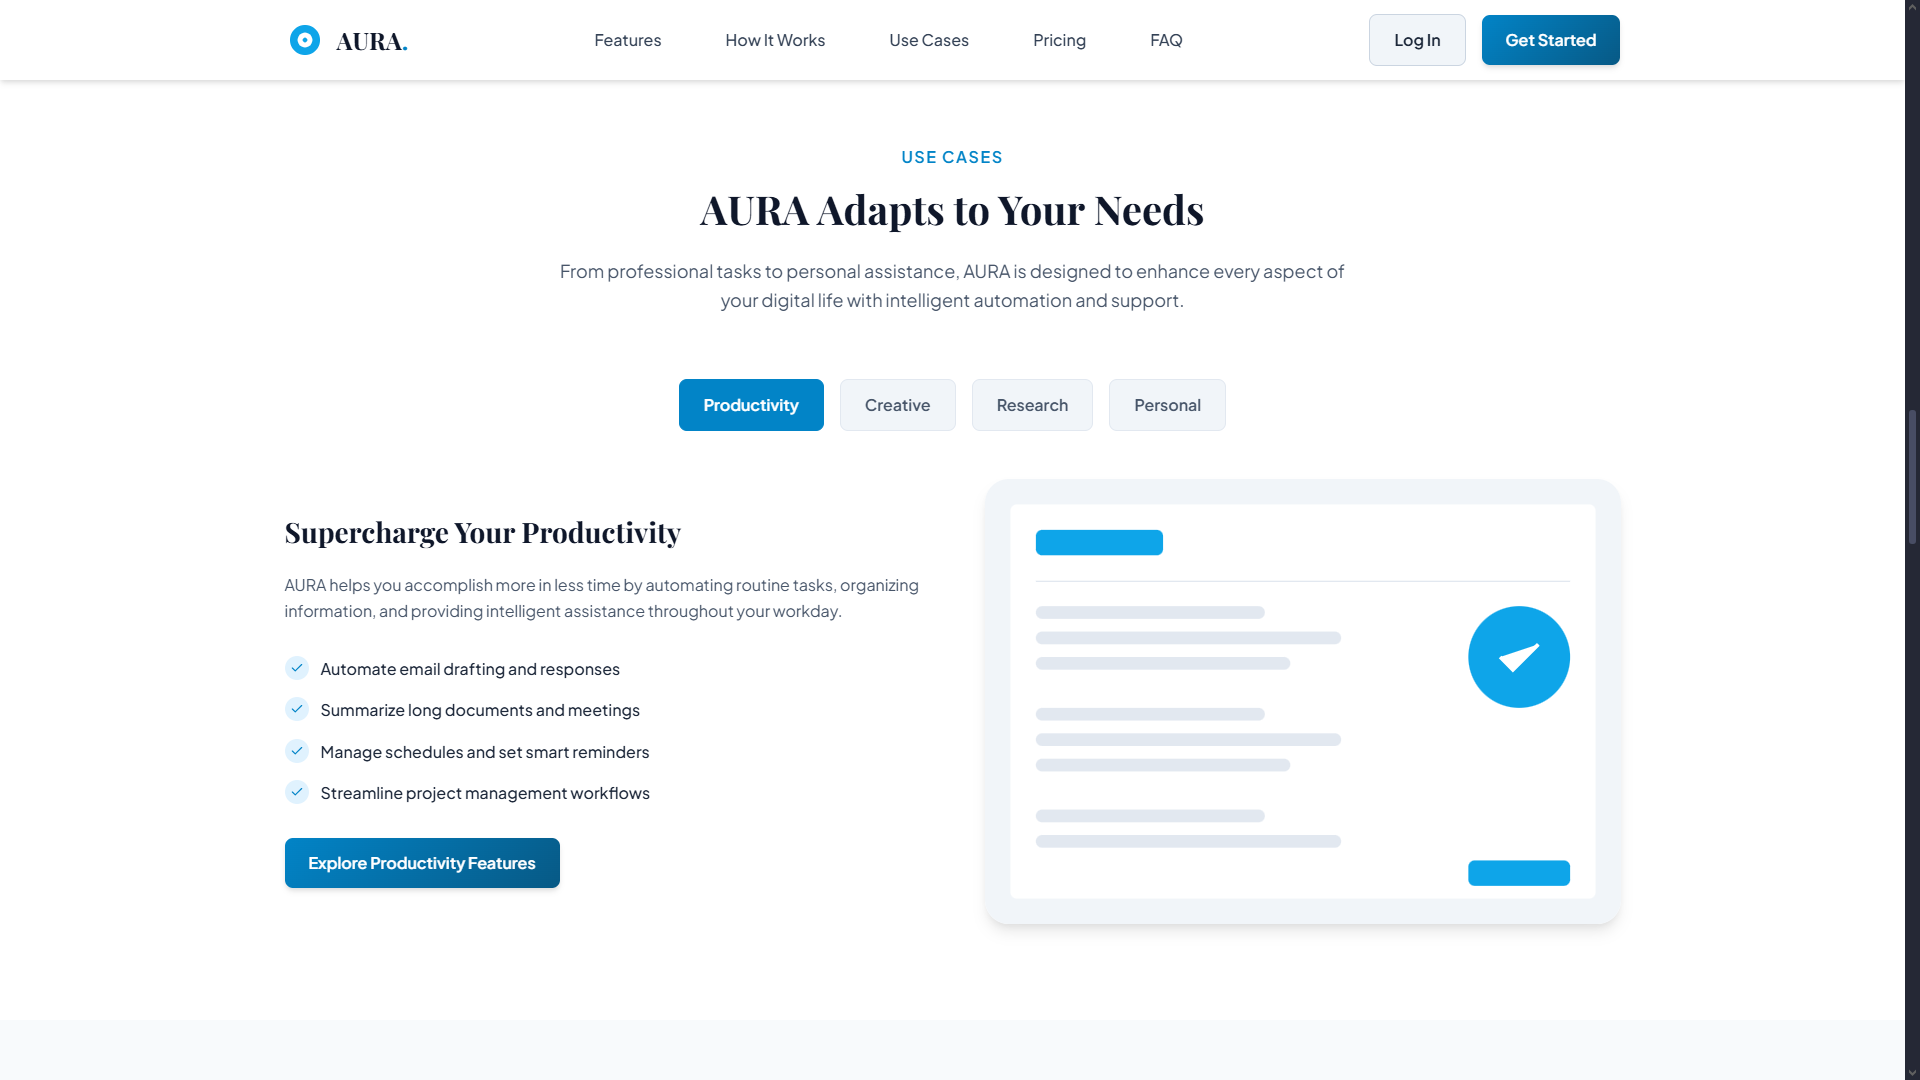 AURA.
Features
How It Works
Use Cases
Pricing
FAQ
Log In
Get Started
USE CASES
AURA Adapts to Your Needs
From professional tasks to personal assistance, AURA is designed to enhance every aspect of
your digital life with intelligent automation and support.
Productivity
Creative
Research
Personal
Supercharge Your Productivity
AURA helps you accomplish more in less time by automating routine tasks, organizing
information, and providing intelligent assistance throughout your workday.
Automate email drafting and responses
Summarize long documents and meetings
Manage schedules and set smart reminders
Streamline project management workflows
Explore Productivity Features